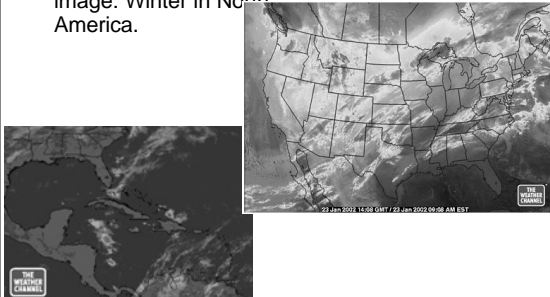 image. Winter in North
America.
23 Jan 2002 14:08 GMT / 23 Jan 2002 09:08 AM EST
THE
WEATHER
CHANNEL
THE
WEATHER
CHANNEL